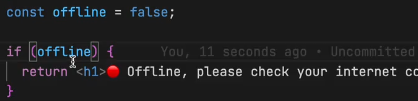 const offline = false;
if (offline) { You, 11 seconds ago • Uncommitted
return <h1>🔴 Offline, please check your internet co
}